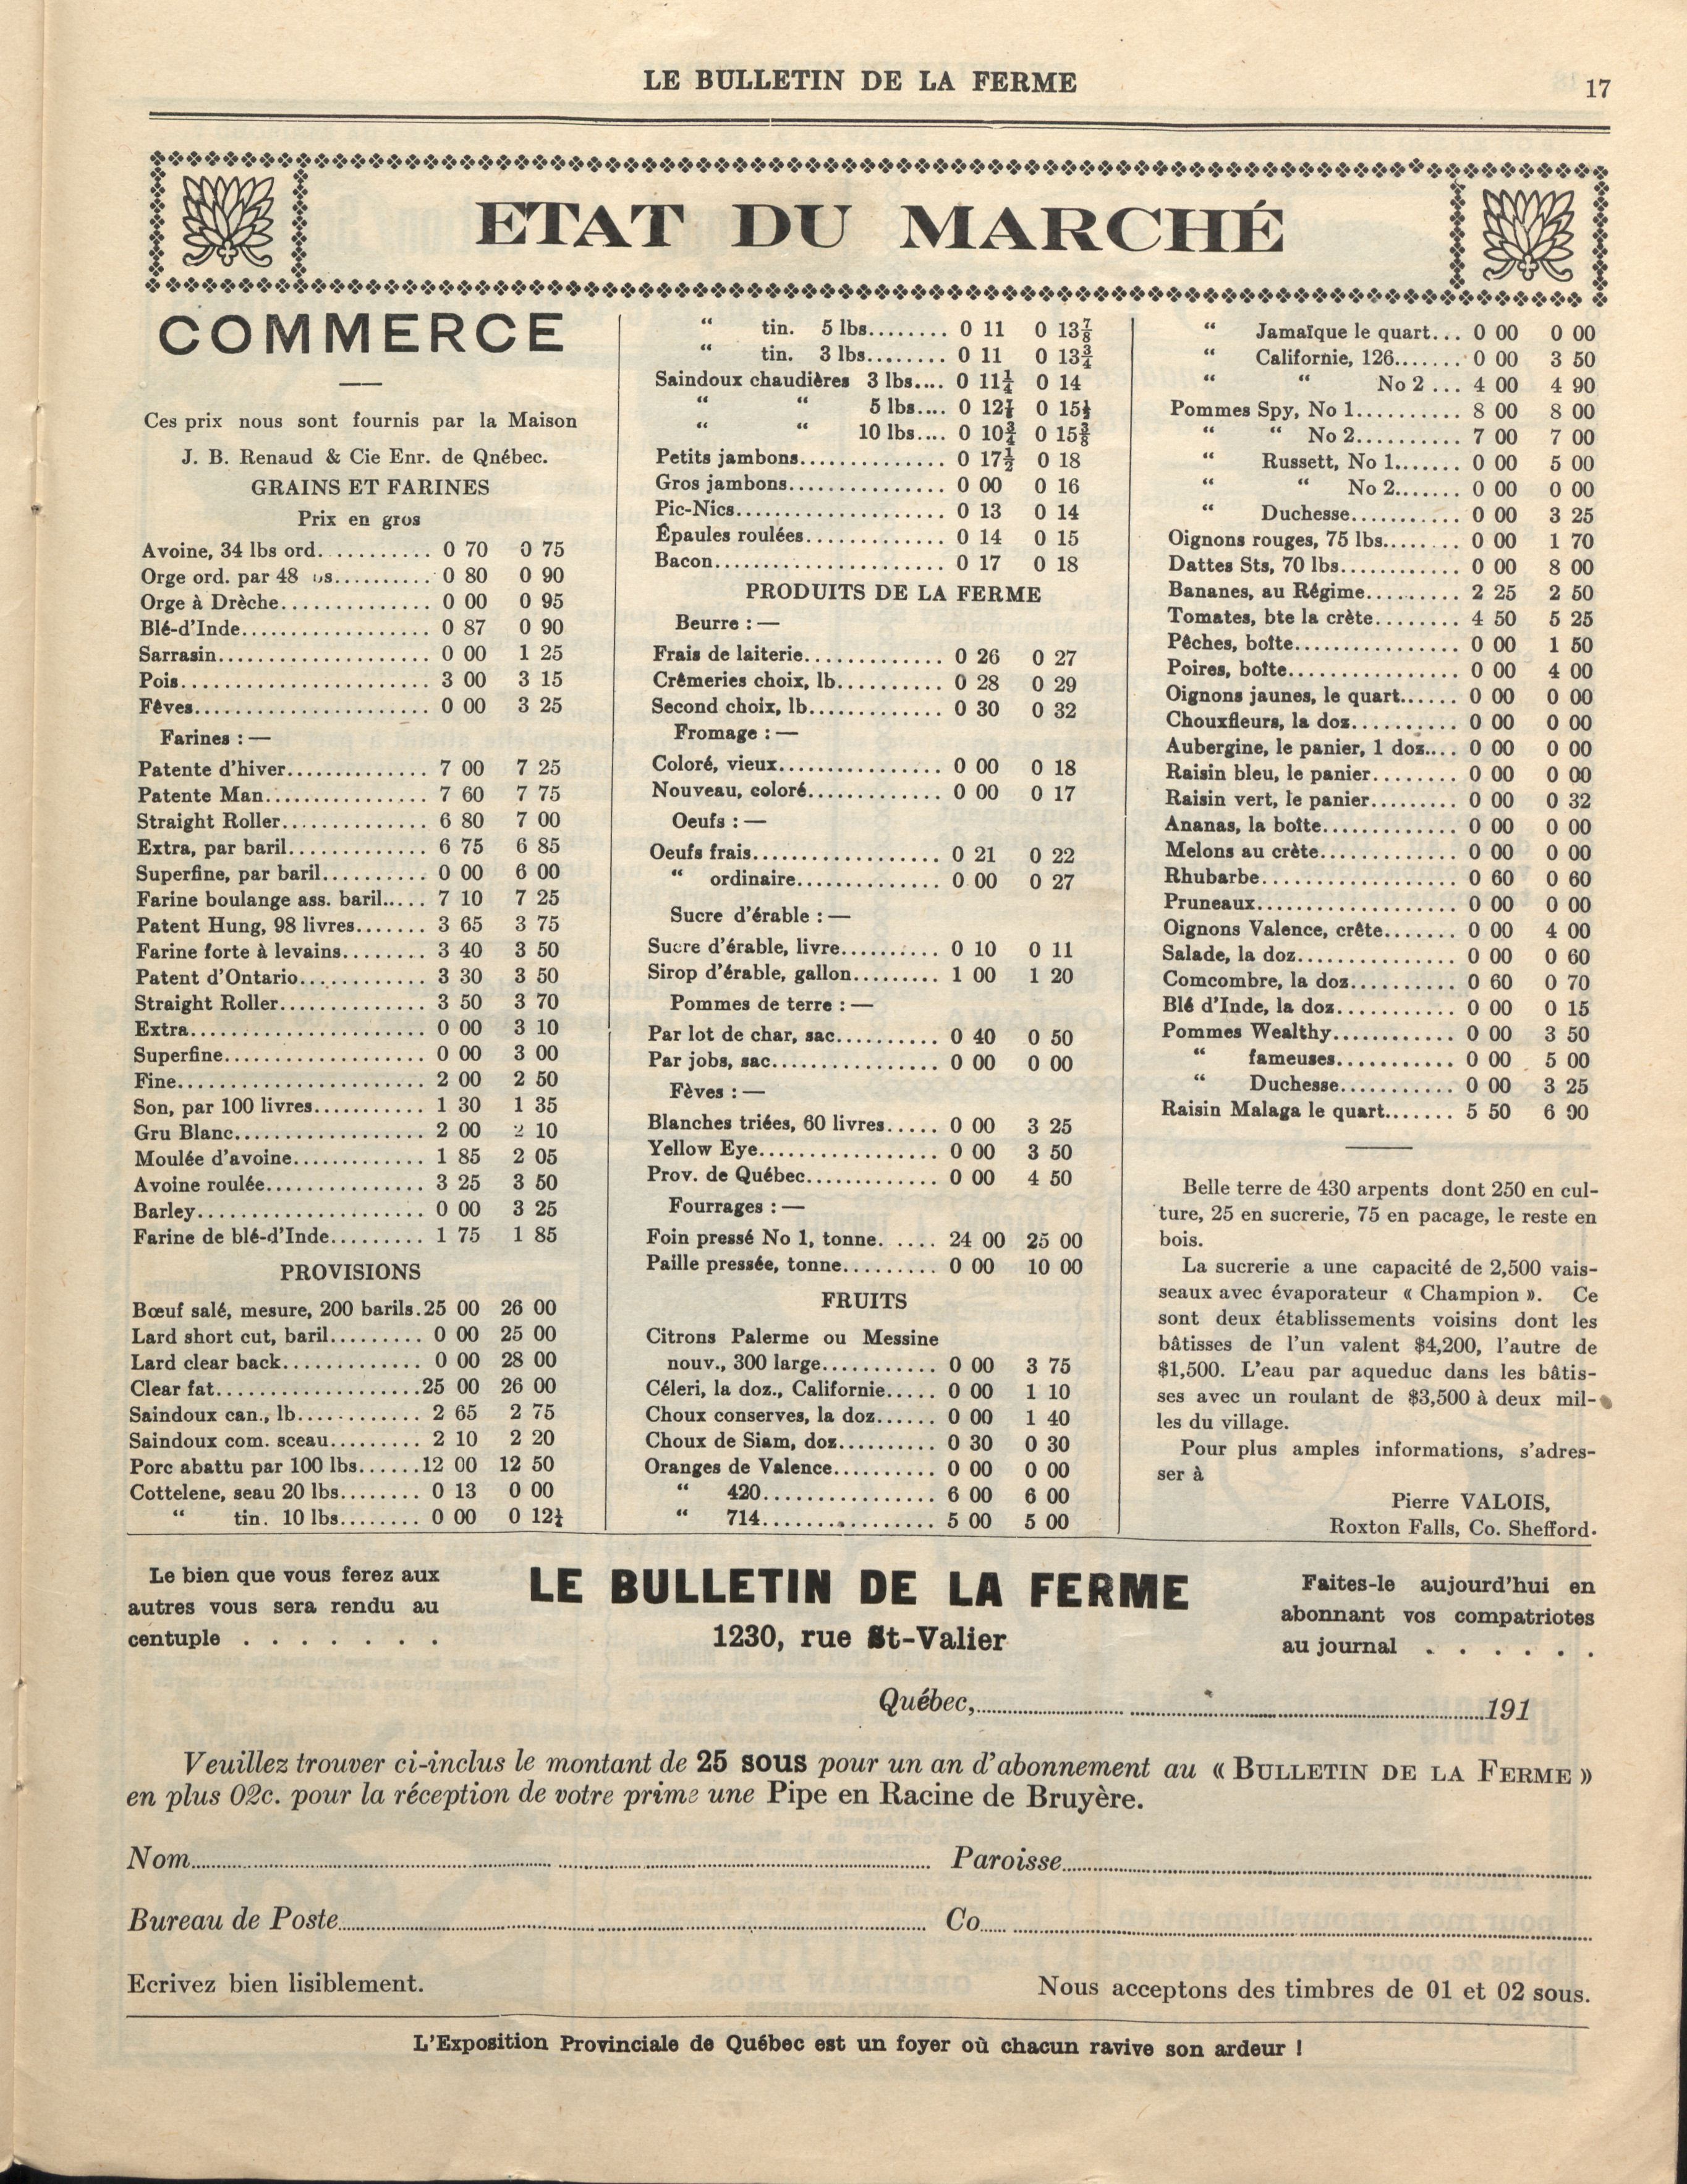 LE BULLETIN DE LA FERME
17
ETAT DU MARCHÉ
COMMERCE
Ces prix nous sont fournis par la Maison
J. B. Renaud & Cie Enr. de Qnébec.
GRAINS ET FARINES
Prix en gros
Avoine, 34 lbs ord........... 0 70 0 75
Orge ord. par 48 bs.......... 0 80 0 90
Orge à Drèche.............. 0 00 0 95
Blé-d'Inde.................. 0 87 0 90
Sarrasin..................... 0 00 1 25
Pois......................... 3 00 3 15
Fêves....................... 0 00 3 25
Farines : —
Patente d'hiver.............. 7 00 7 25
Patente Man................ 7 60 7 75
Straight Roller.............. 6 80 7 00
Extra, par baril............. 6 75 6 85
Superfine, par baril.......... 0 00 6 00
Farine boulange ass. baril..... 7 10 7 25
Patent Hung, 98 livres....... 3 65 3 75
Farine forte à levains........ 3 40 3 50
Patent d'Ontario............ 3 30 3 50
Straight Roller.............. 3 50 3 70
Extra....................... 0 00 3 10
Superfine.................... 0 00 3 00
Fine......................... 2 00 2 50
Son, par 100 livres........... 1 30 1 35
Gru Blanc................... 2 00 2 10
Moulée d'avoine............. 1 85 2 05
Avoine roulée................ 3 25 3 50
Barley....................... 0 00 3 25
Farine de blé-d'Inde......... 1 75 1 85
PROVISIONS
Bœuf salé, mesure, 200 barils.25 00 26 00
Lard short cut, baril......... 0 00 25 00
Lard clear back............. 0 00 28 00
Clear fat....................25 00 26 00
Saindoux can., lb............ 2 65 2 75
Saindoux com. sceau......... 2 10 2 20
Porc abattu par 100 lbs......12 00 12 50
Cottelene, seau 20 lbs........ 0 13 0 00
“ tin. 10 lbs........ 0 00 0 12½
“ tin. 5 lbs........ 0 11 0 13⅞
“ tin. 3 lbs........ 0 11 0 13¾
Saindoux chaudières 3 lbs.... 0 11¼ 0 14
“ “ 5 lbs.... 0 12⅞ 0 15½
“ “ 10 lbs.... 0 10¾ 0 15⅜
Petits jambons.............. 0 17½ 0 18
Gros jambons............... 0 00 0 16
Pic-Nics.................... 0 13 0 14
Épaules roulées............. 0 14 0 15
Bacon...................... 0 17 0 18
PRODUITS DE LA FERME
Beurre : —
Frais de laiterie............. 0 26 0 27
Crêmeries choix, lb.......... 0 28 0 29
Second choix, lb............. 0 30 0 32
Fromage : —
Coloré, vieux................ 0 00 0 18
Nouveau, coloré............. 0 00 0 17
Oeufs : —
Oeufs frais.................. 0 21 0 22
“ ordinaire.............. 0 00 0 27
Sucre d'érable : —
Sucre d'érable, livre.......... 0 10 0 11
Sirop d'érable, gallon......... 1 00 1 20
Pommes de terre : —
Par lot de char, sac.......... 0 40 0 50
Par jobs, sac................ 0 00 0 00
Fèves : —
Blanches triées, 60 livres..... 0 00 3 25
Yellow Eye................. 0 00 3 50
Prov. de Québec............. 0 00 4 50
Fourrages : —
Foin pressé No 1, tonne. .... 24 00 25 00
Paille pressée, tonne......... 0 00 10 00
FRUITS
Citrons Palerme ou Messine
nouv., 300 large........... 0 00 3 75
Céleri, la doz., Californie..... 0 00 1 10
Choux conserves, la doz...... 0 00 1 40
Choux de Siam, doz.......... 0 30 0 30
Oranges de Valence.......... 0 00 0 00
“ 420................ 6 00 6 00
“ 714................ 5 00 5 00
“ Jamaïque le quart... 0 00 0 00
“ Californie, 126....... 0 00 3 50
“ “ No 2 ... 4 00 4 90
Pommes Spy, No 1.......... 8 00 8 00
“ “ No 2.......... 7 00 7 00
“ Russett, No 1....... 0 00 5 00
“ “ No 2....... 0 00 0 00
“ Duchesse........... 0 00 3 25
Oignons rouges, 75 lbs........ 0 00 1 70
Dattes Sts, 70 lbs............ 0 00 8 00
Bananes, au Régime.......... 2 25 2 50
Tomates, bte la crète........ 4 50 5 25
Pêches, boîte................ 0 00 1 50
Poires, boîte................ 0 00 4 00
Oignons jaunes, le quart...... 0 00 0 00
Chouxfleurs, la doz.......... 0 00 0 00
Aubergine, le panier, 1 doz.... 0 00 0 00
Raisin bleu, le panier......... 0 00 0 00
Raisin vert, le panier......... 0 00 0 32
Ananas, la boîte............. 0 00 0 00
Melons au crète............. 0 00 0 00
Rhubarbe................... 0 60 0 60
Pruneaux................... 0 00 0 00
Oignons Valence, crête....... 0 00 4 00
Salade, la doz............... 0 00 0 60
Comcombre, la doz.......... 0 60 0 70
Blé d'Inde, la doz........... 0 00 0 15
Pommes Wealthy............ 0 00 3 50
“ fameuses........... 0 00 5 00
“ Duchesse........... 0 00 3 25
Raisin Malaga le quart....... 5 50 6 00
Belle terre de 430 arpents dont 250 en cul-
ture, 25 en sucrerie, 75 en pacage, le reste en
bois.
La sucrerie a une capacité de 2,500 vais-
seaux avec évaporateur « Champion ». Ce
sont deux établissements voisins dont les
bâtisses de l'un valent $4,200, l'autre de
$1,500. L'eau par aqueduc dans les bâtis-
ses avec un roulant de $3,500 à deux mil-
les du village.
Pour plus amples informations, s'adres-
ser à
Pierre VALOIS,
Roxton Falls, Co. Shefford.
Le bien que vous ferez aux
autres vous sera rendu au
centuple . . . . . . .
LE BULLETIN DE LA FERME
1230, rue St-Valier
Faites-le aujourd'hui en
abonnant vos compatriotes
au journal . . . . . .
Québec,..............................191
Veuillez trouver ci-inclus le montant de 25 sous pour un an d'abonnement au « BULLETIN DE LA FERME »
en plus 02c. pour la réception de votre prime une Pipe en Racine de Bruyère.
Nom.............................. Paroisse..............................
Bureau de Poste.............................. Co..............................
Ecrivez bien lisiblement. Nous acceptons des timbres de 01 et 02 sous.
L'Exposition Provinciale de Québec est un foyer où chacun ravive son ardeur !